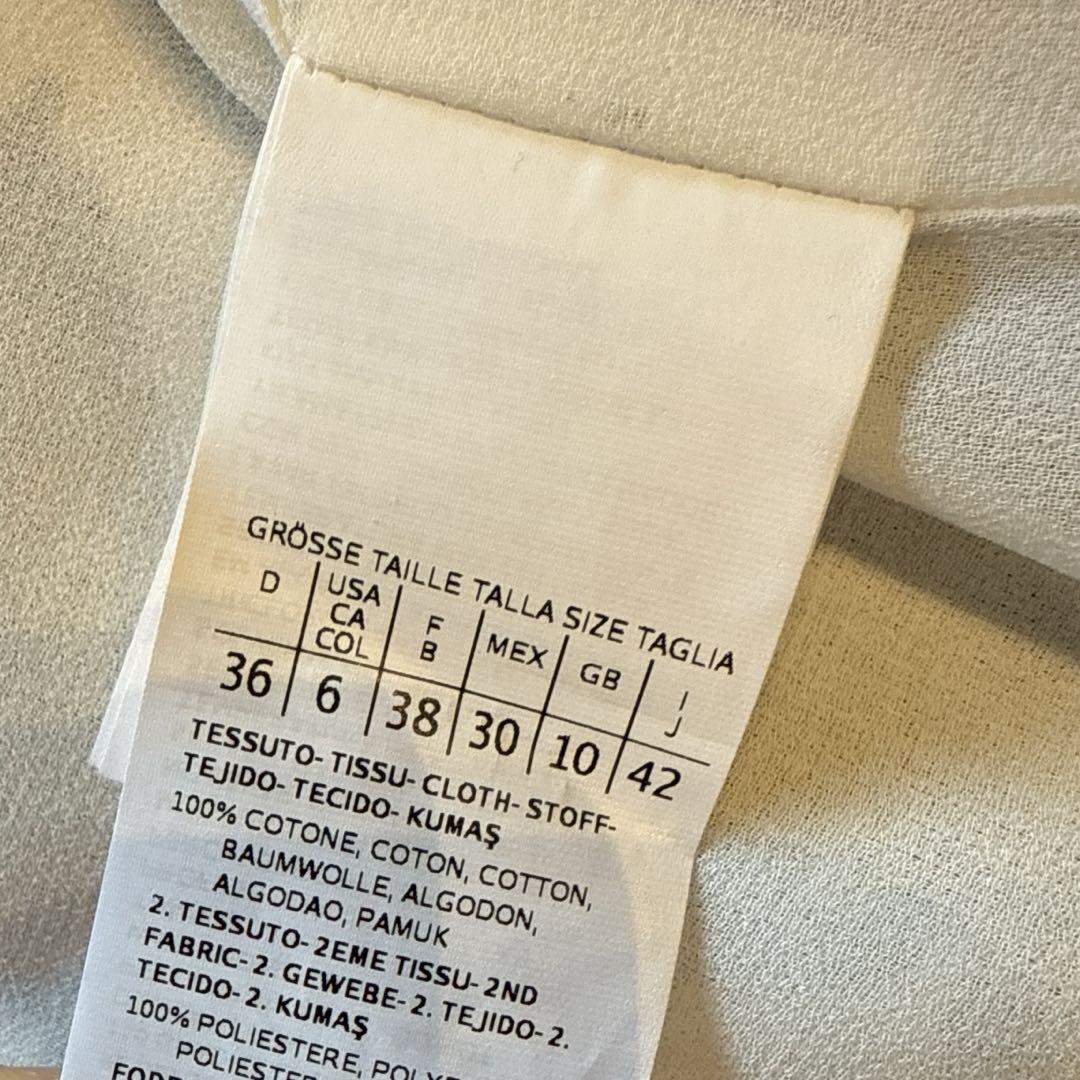 GRÖSSE TAILLE TALLA SIZE TAGLIA
D | USA CA COL | F B | MEX | GB | I J
36 | 6 | 38 | 30 | 10 | 42
TESSUTO- TISSU- CLOTH- STOFF-
TEJIDO- TECIDO- KUMAŞ
100% COTONE, COTON, COTTON,
BAUMWOLLE, ALGODON,
ALGODAO, PAMUK
2. TESSUTO- 2EME TISSU- 2ND
FABRIC- 2. GEWEBE- 2. TEJIDO- 2.
TECIDO- 2. KUMAŞ
100% POLIESTERE,